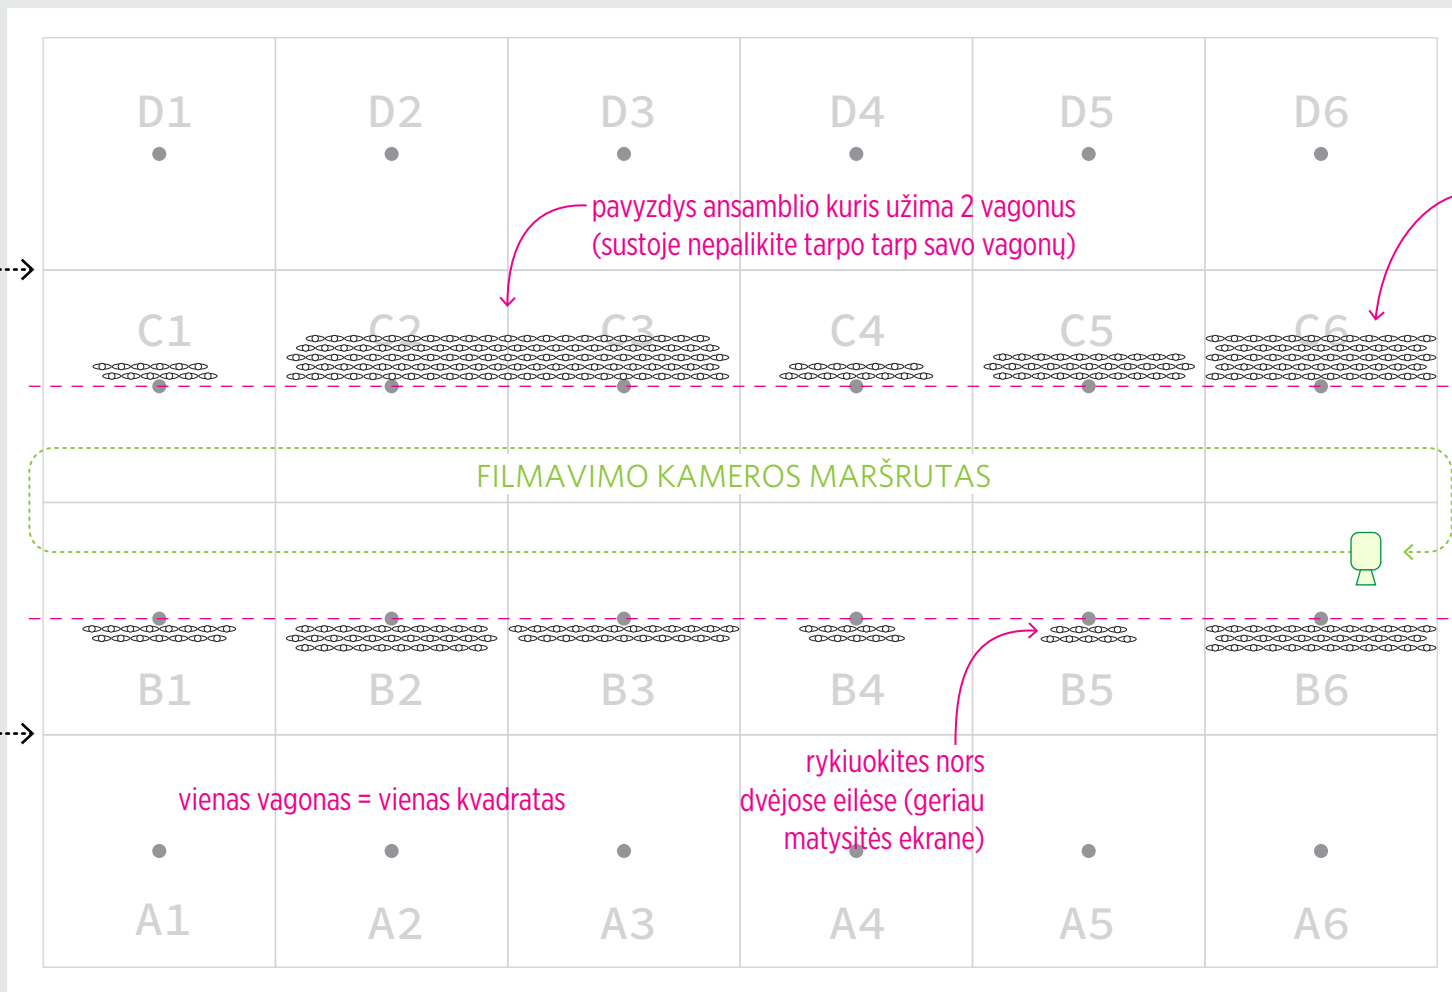 D1 D2 D3 D4 D5 D6
pavyzdys ansamblio kuris užima 2 vagonus
(sustoje nepalikite tarpo tarp savo vagonų)
C1 C2 C3 C4 C5 C6
FILMAVIMO KAMEROS MARŠRUTAS
B1 B2 B3 B4 B5 B6
rykiuokites nors
dvėjose eilėse (geriau
matysitės ekrane)
vienas vagonas = vienas kvadratas
A1 A2 A3 A4 A5 A6